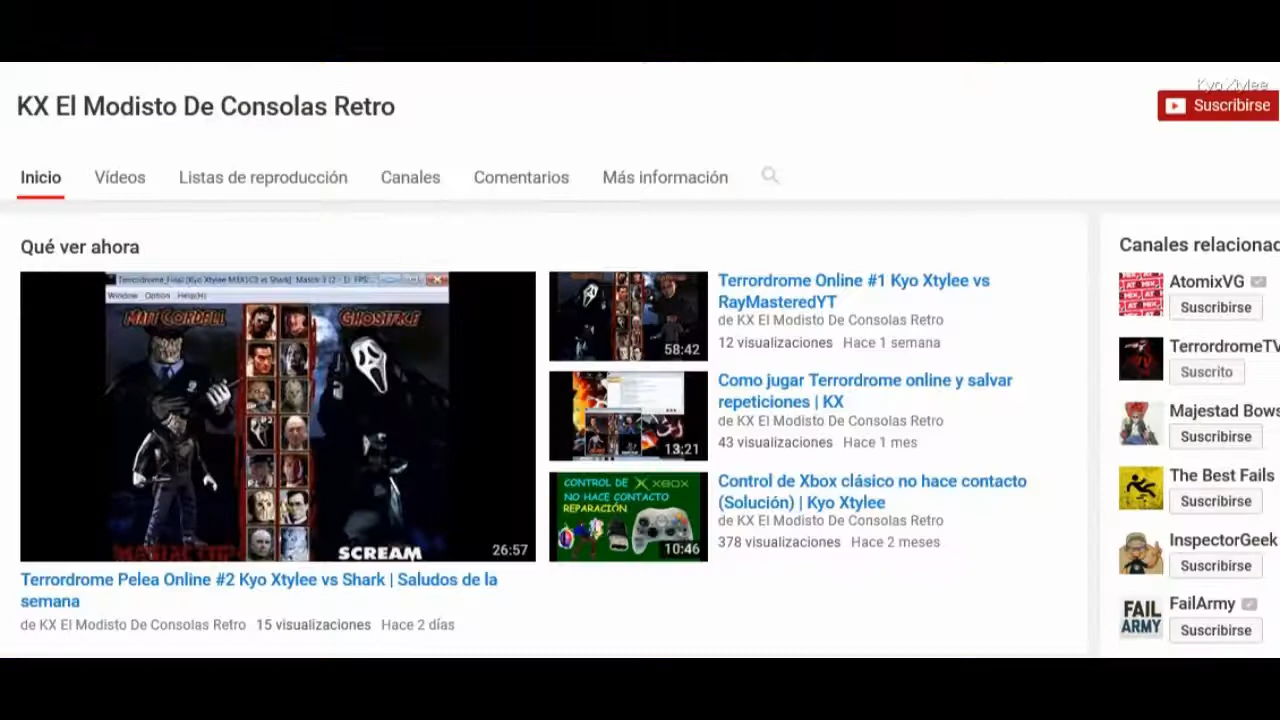 Kyo Xtylee
KX El Modisto De Consolas Retro
Suscribirse
Inicio
Vídeos
Listas de reproducción
Canales
Comentarios
Más información
Qué ver ahora
Window Option Help(H)
MATT CORDELL
GHOSTFACE
SCREAM
26:57
Terrordrome Pelea Online #2 Kyo Xtylee vs Shark | Saludos de la
semana
de KX El Modisto De Consolas Retro 15 visualizaciones Hace 2 días
58:42
Terrordrome Online #1 Kyo Xtylee vs
RayMasteredYT
de KX El Modisto De Consolas Retro
12 visualizaciones Hace 1 semana
13:21
Como jugar Terrordrome online y salvar
repeticiones | KX
de KX El Modisto De Consolas Retro
43 visualizaciones Hace 1 mes
CONTROL DE XBOX
NO HACE CONTACTO
REPARACIÓN
10:46
Control de Xbox clásico no hace contacto
(Solución) | Kyo Xtylee
de KX El Modisto De Consolas Retro
378 visualizaciones Hace 2 meses
Canales relacionad
AtomixVG
Suscribirse
TerrordromeTV
Suscrito
Majestad Bows
Suscribirse
The Best Fails
Suscribirse
InspectorGeek
Suscribirse
FAIL
ARMY
FailArmy
Suscribirse